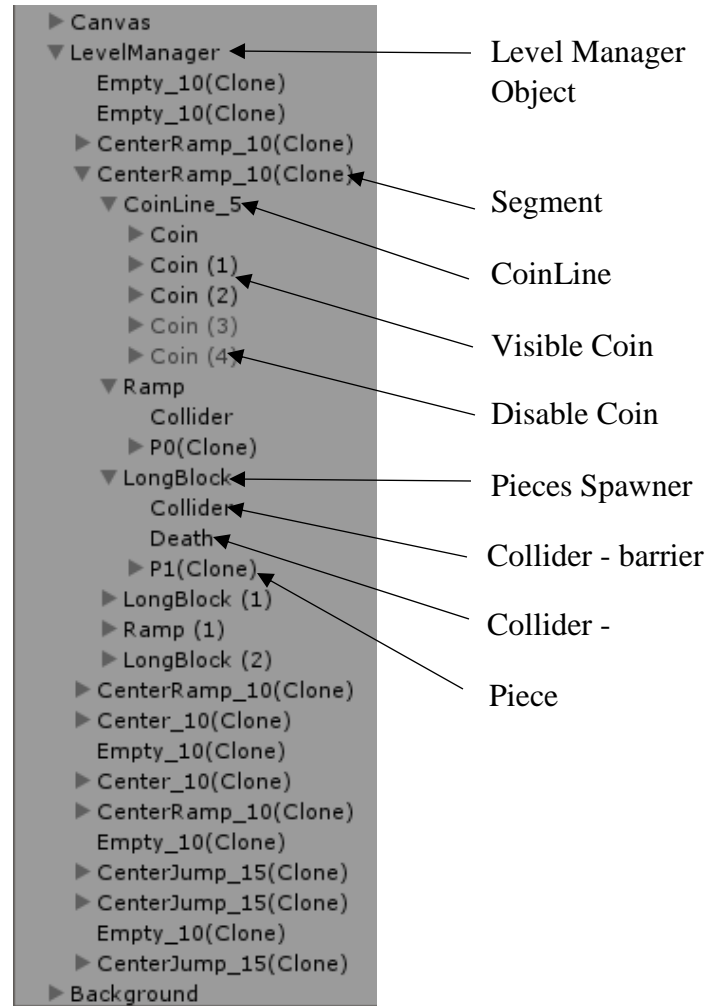 Canvas
LevelManager
Empty_10(Clone)
Empty_10(Clone)
CenterRamp_10(Clone)
CenterRamp_10(Clone)
CoinLine_5
Coin
Coin (1)
Coin (2)
Coin (3)
Coin (4)
Ramp
Collider
P0(Clone)
LongBlock
Collider
Death
P1(Clone)
LongBlock (1)
Ramp (1)
LongBlock (2)
CenterRamp_10(Clone)
Center_10(Clone)
Empty_10(Clone)
Center_10(Clone)
CenterRamp_10(Clone)
Empty_10(Clone)
CenterJump_15(Clone)
CenterJump_15(Clone)
Empty_10(Clone)
CenterJump_15(Clone)
Background
Level Manager
Object
Segment
CoinLine
Visible Coin
Disable Coin
Pieces Spawner
Collider - barrier
Collider -
Piece